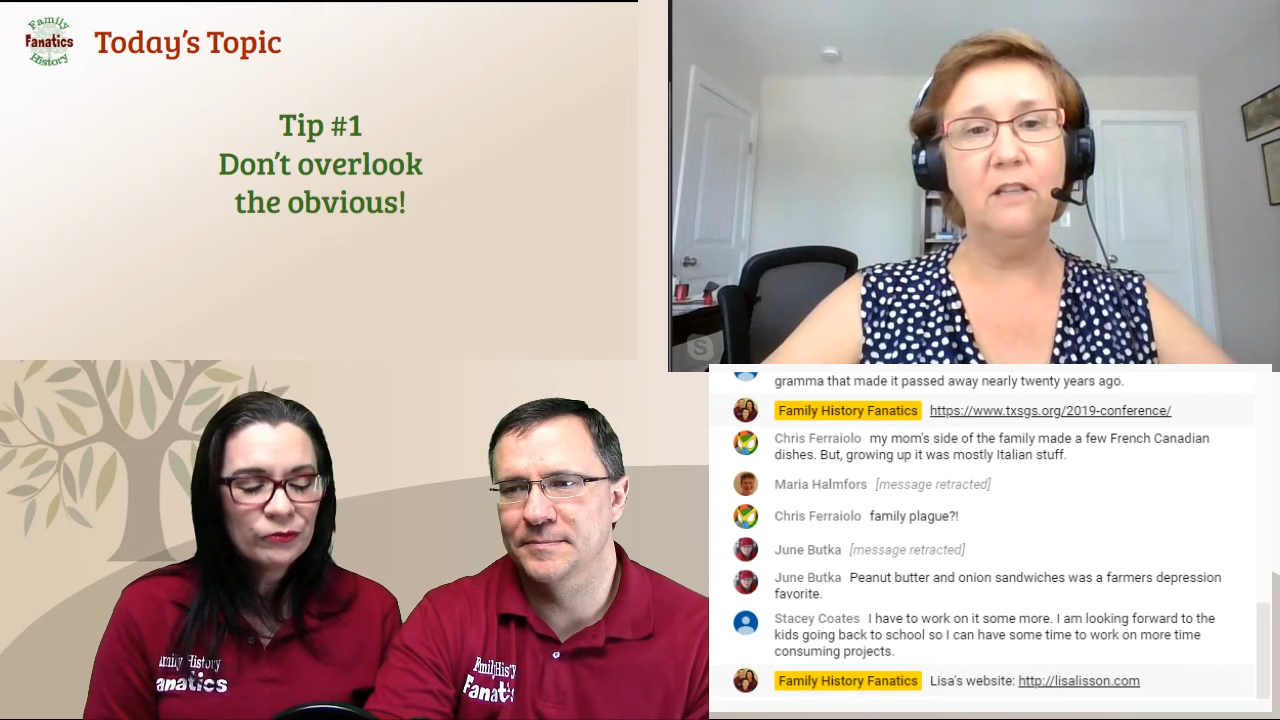 Family
Fanatics
History
Today's Topic
Tip #1
Don't overlook
the obvious!
gramma that made it passed away nearly twenty years ago.
Family History Fanatics https://www.txsgs.org/2019-conference/
Chris Ferraiolo my mom's side of the family made a few French Canadian
dishes. But, growing up it was mostly Italian stuff.
Maria Halmfors [message retracted]
Chris Ferraiolo family plague?!
June Butka [message retracted]
June Butka Peanut butter and onion sandwiches was a farmers depression
favorite.
Stacey Coates I have to work on it some more. I am looking forward to the
kids going back to school so I can have some time to work on more time
consuming projects.
Family History Fanatics Lisa's website: http://lisalisson.com
Family History
Fanatics
Family His
Fanat